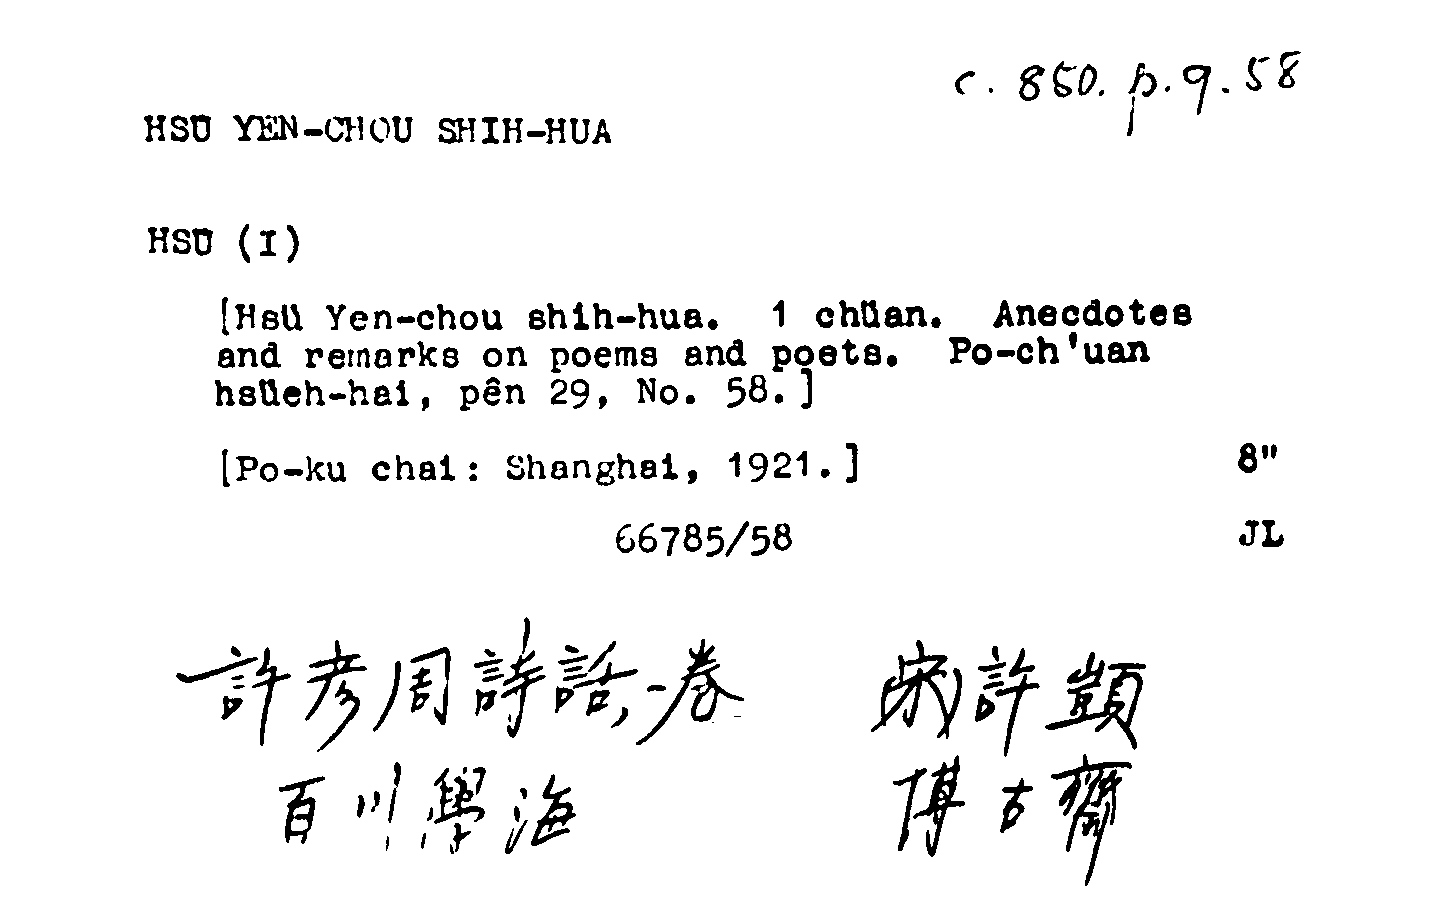 c. 850. p. 9. 58
HSÜ YEN-CHOU SHIH-HUA
HSÜ (I)
[Hsü Yen-chou shih-hua. 1 chüan. Anecdotes
and remarks on poems and poets. Po-ch'uan
hsüeh-hai, pên 29, No. 58.]
[Po-ku chai: Shanghai, 1921.] 8"
66785/58 JL
許彥周詩話,一卷 (宋)許顗
百川學海 博古齋